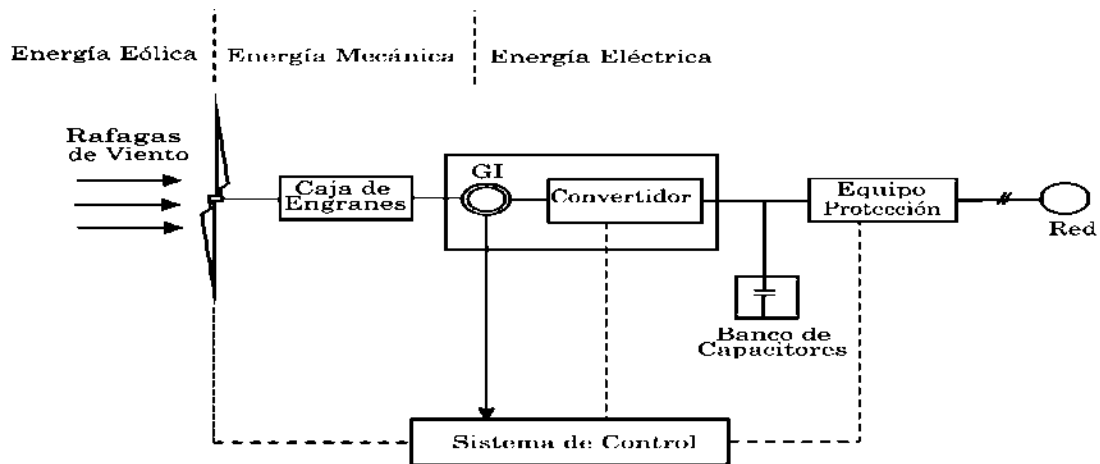 Energía Eólica
Energía Mecánica
Energía Eléctrica
Rafagas
de Viento
Caja de
Engranes
GI
Convertidor
Equipo
Protección
Red
Banco de
Capacitores
Sistema de Control